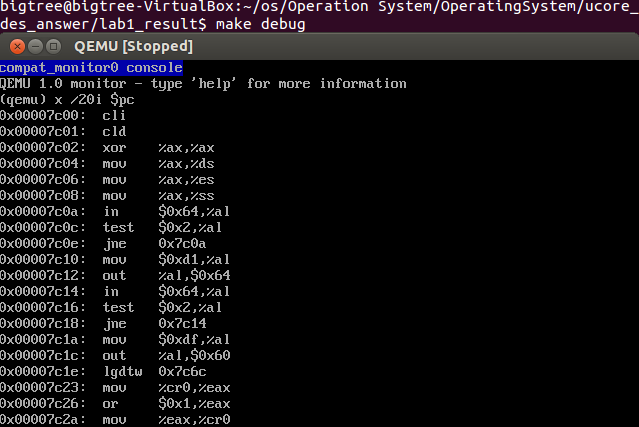 bigtree@bigtree-VirtualBox:~/os/Operation System/OperatingSystem/ucore_
des_answer/lab1_result$ make debug
QEMU [Stopped]
compat_monitor0 console
QEMU 1.0 monitor - type 'help' for more information
(qemu) x /20i $pc
0x00007c00:  cli
0x00007c01:  cld
0x00007c02:  xor    %ax,%ax
0x00007c04:  mov    %ax,%ds
0x00007c06:  mov    %ax,%es
0x00007c08:  mov    %ax,%ss
0x00007c0a:  in     $0x64,%al
0x00007c0c:  test   $0x2,%al
0x00007c0e:  jne    0x7c0a
0x00007c10:  mov    $0xd1,%al
0x00007c12:  out    %al,$0x64
0x00007c14:  in     $0x64,%al
0x00007c16:  test   $0x2,%al
0x00007c18:  jne    0x7c14
0x00007c1a:  mov    $0xdf,%al
0x00007c1c:  out    %al,$0x60
0x00007c1e:  lgdtw  0x7c6c
0x00007c23:  mov    %cr0,%eax
0x00007c26:  or     $0x1,%eax
0x00007c2a:  mov    %eax,%cr0